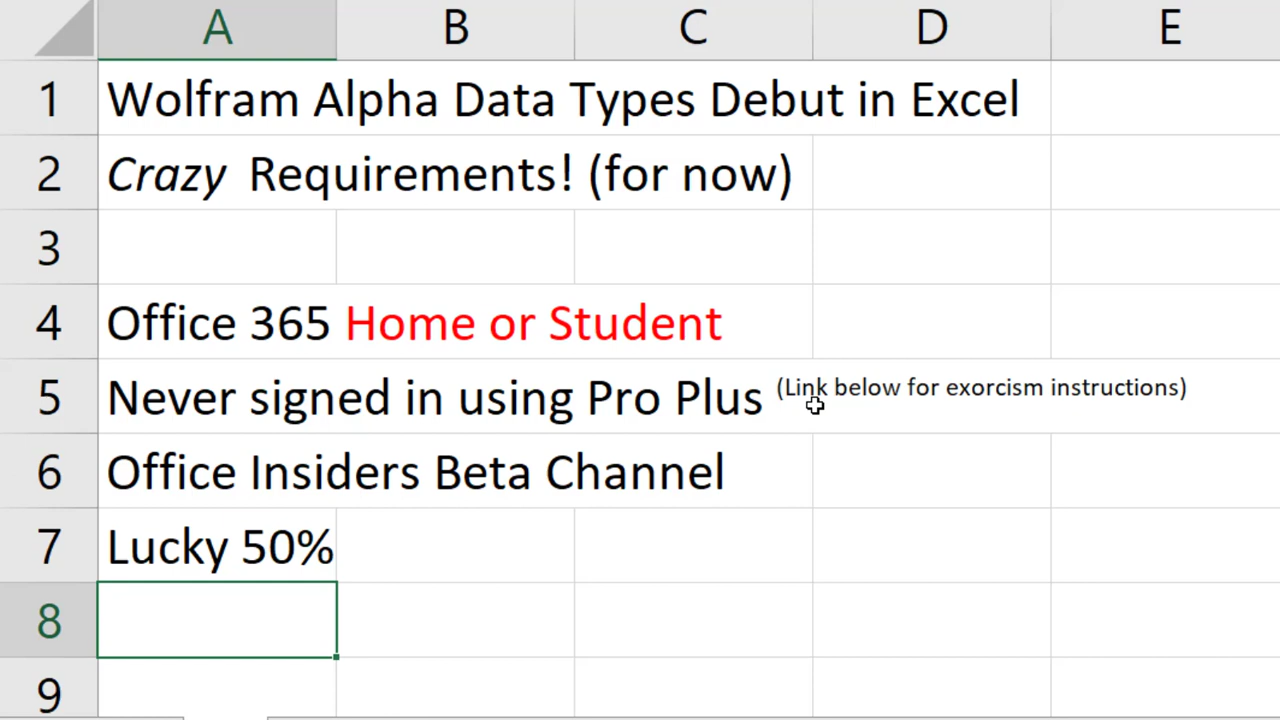 A B C D E
1 Wolfram Alpha Data Types Debut in Excel
2 Crazy Requirements! (for now)
3
4 Office 365 Home or Student
5 Never signed in using Pro Plus (Link below for exorcism instructions)
6 Office Insiders Beta Channel
7 Lucky 50%
8
9